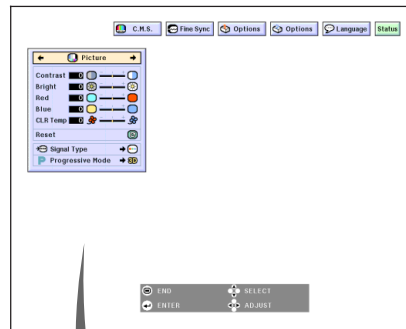 C.M.S. Fine Sync Options Options Language Status
Picture
Contrast 0
Bright 0
Red 0
Blue 0
CLR Temp 0
Reset
Signal Type
P Progressive Mode
END SELECT
ENTER ADJUST